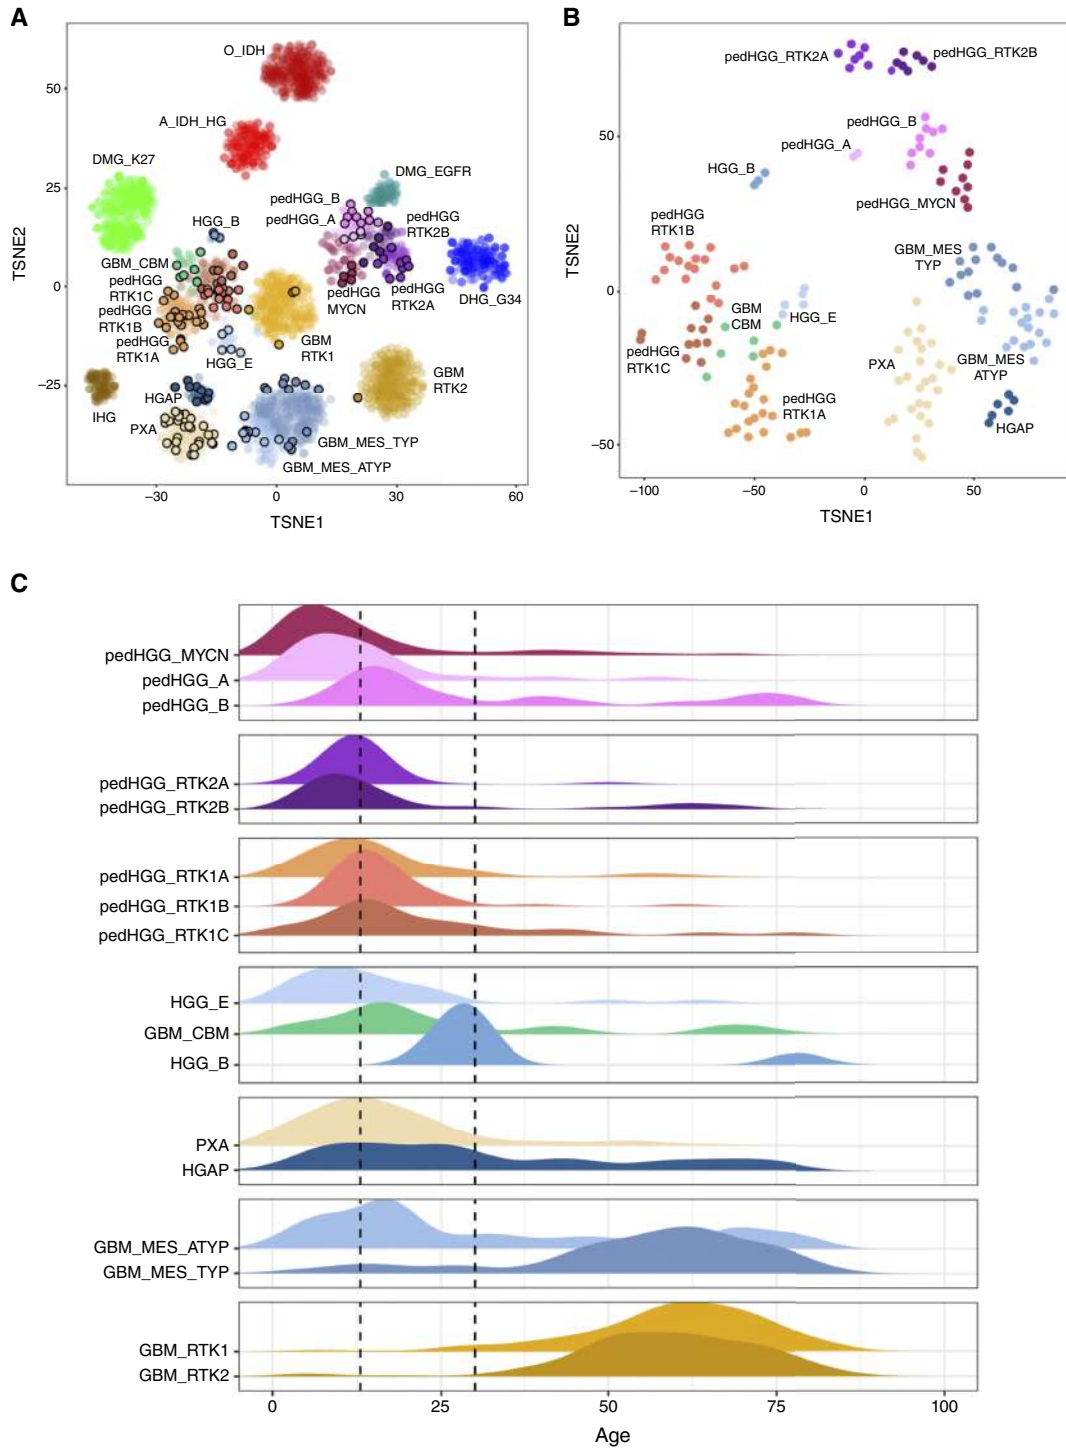 A
O_IDH
A_IDH_HG
DMG_K27
DMG_EGFR
pedHGG_B
pedHGG_A
pedHGG
RTK2B
HGG_B
GBM_CBM
pedHGG
RTK1C
pedHGG
RTK1B
pedHGG
RTK1A
pedHGG
MYCN
pedHGG
RTK2A
DHG_G34
HGG_E
GBM
RTK1
GBM
RTK2
IHG
HGAP
PXA
GBM_MES_TYP
GBM_MES_ATYP
50
25
0
−25
TSNE2
−30
0
30
60
TSNE1
B
pedHGG_RTK2A
pedHGG_RTK2B
pedHGG_B
pedHGG_A
HGG_B
pedHGG_MYCN
pedHGG
RTK1B
GBM_MES
TYP
GBM
CBM
HGG_E
pedHGG
RTK1C
PXA
GBM_MES
ATYP
pedHGG
RTK1A
HGAP
50
0
−50
TSNE2
−100
−50
0
50
TSNE1
C
pedHGG_MYCN
pedHGG_A
pedHGG_B
pedHGG_RTK2A
pedHGG_RTK2B
pedHGG_RTK1A
pedHGG_RTK1B
pedHGG_RTK1C
HGG_E
GBM_CBM
HGG_B
PXA
HGAP
GBM_MES_ATYP
GBM_MES_TYP
GBM_RTK1
GBM_RTK2
0
25
50
75
100
Age